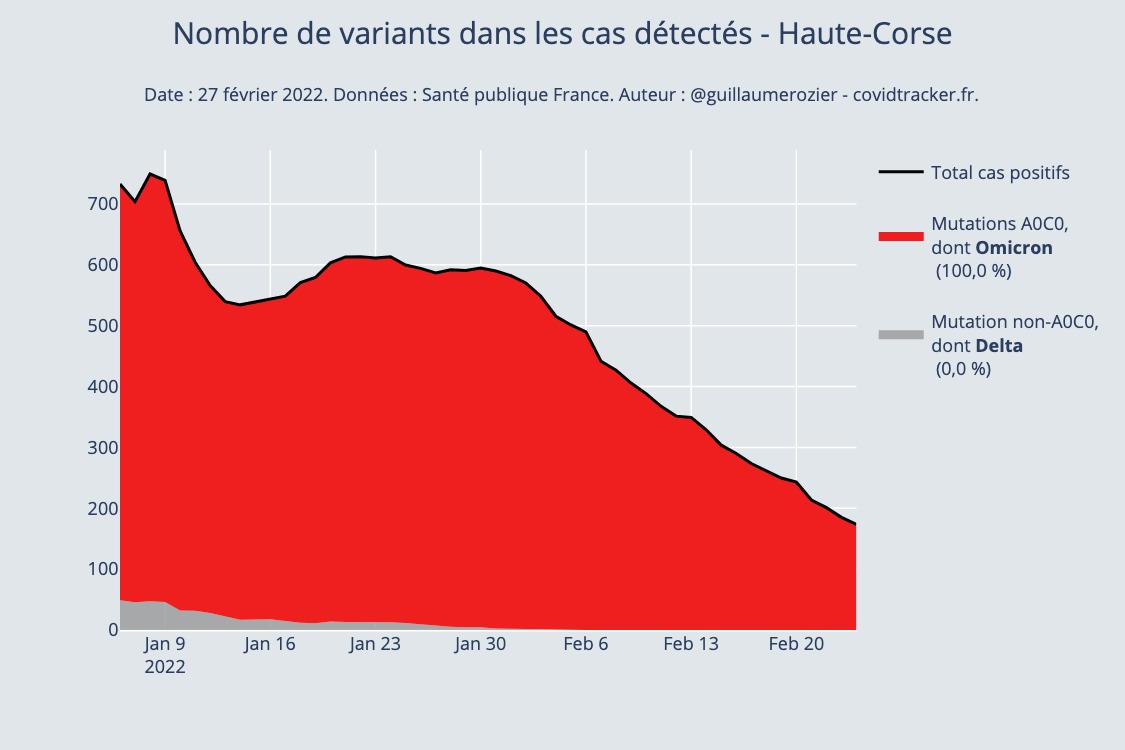 Nombre de variants dans les cas détectés - Haute-Corse
Date : 27 février 2022. Données : Santé publique France. Auteur : @guillaumerozier - covidtracker.fr.
Total cas positifs
Mutations A0C0,
dont Omicron
(100,0 %)
Mutation non-A0C0,
dont Delta
(0,0 %)
700
600
500
400
300
200
100
0
Jan 9
2022
Jan 16
Jan 23
Jan 30
Feb 6
Feb 13
Feb 20